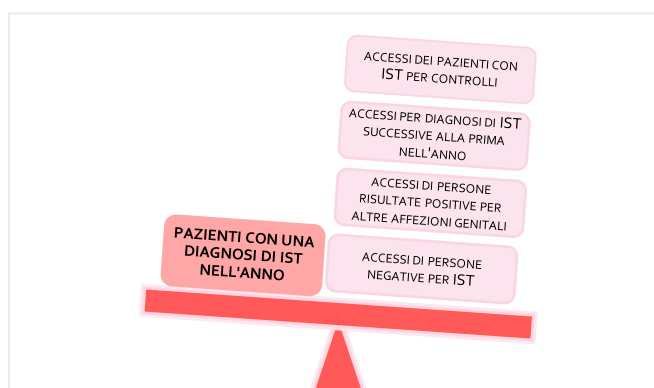 ACCESSI DEI PAZIENTI CON
IST PER CONTROLLI
ACCESSI PER DIAGNOSI DI IST
SUCCESSIVE ALLA PRIMA
NELL'ANNO
ACCESSI DI PERSONE
RISULTATE POSITIVE PER
ALTRE AFFEZIONI GENITALI
PAZIENTI CON UNA
DIAGNOSI DI IST
NELL'ANNO
ACCESSI DI PERSONE
NEGATIVE PER IST